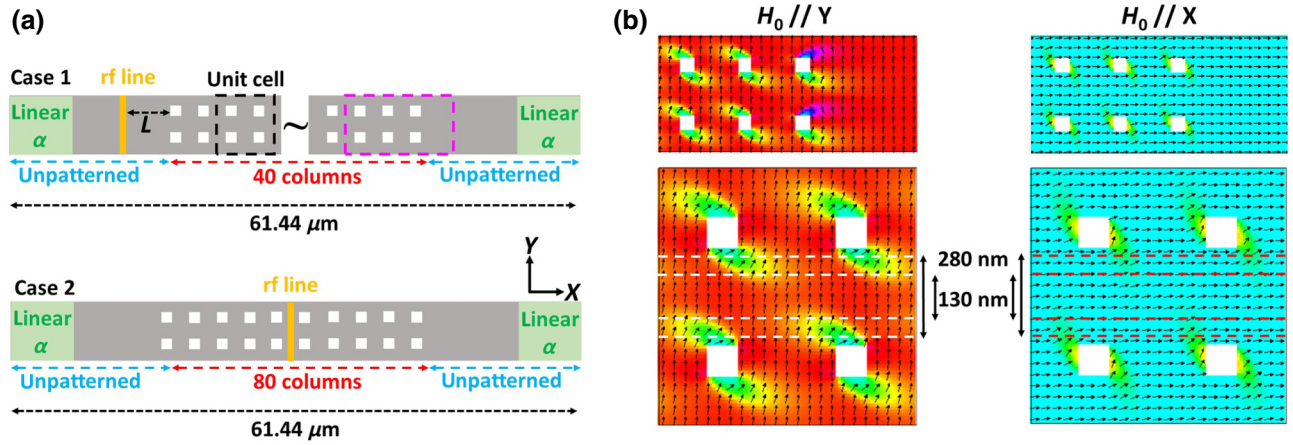 (a)
Case 1
rf line
Unit cell
Linear
α
L
~
Linear
α
Unpatterned
40 columns
Unpatterned
61.44 μm
Y
X
Case 2
rf line
Linear
α
Linear
α
Unpatterned
80 columns
Unpatterned
61.44 μm
(b)
H₀ // Y
H₀ // X
280 nm
130 nm